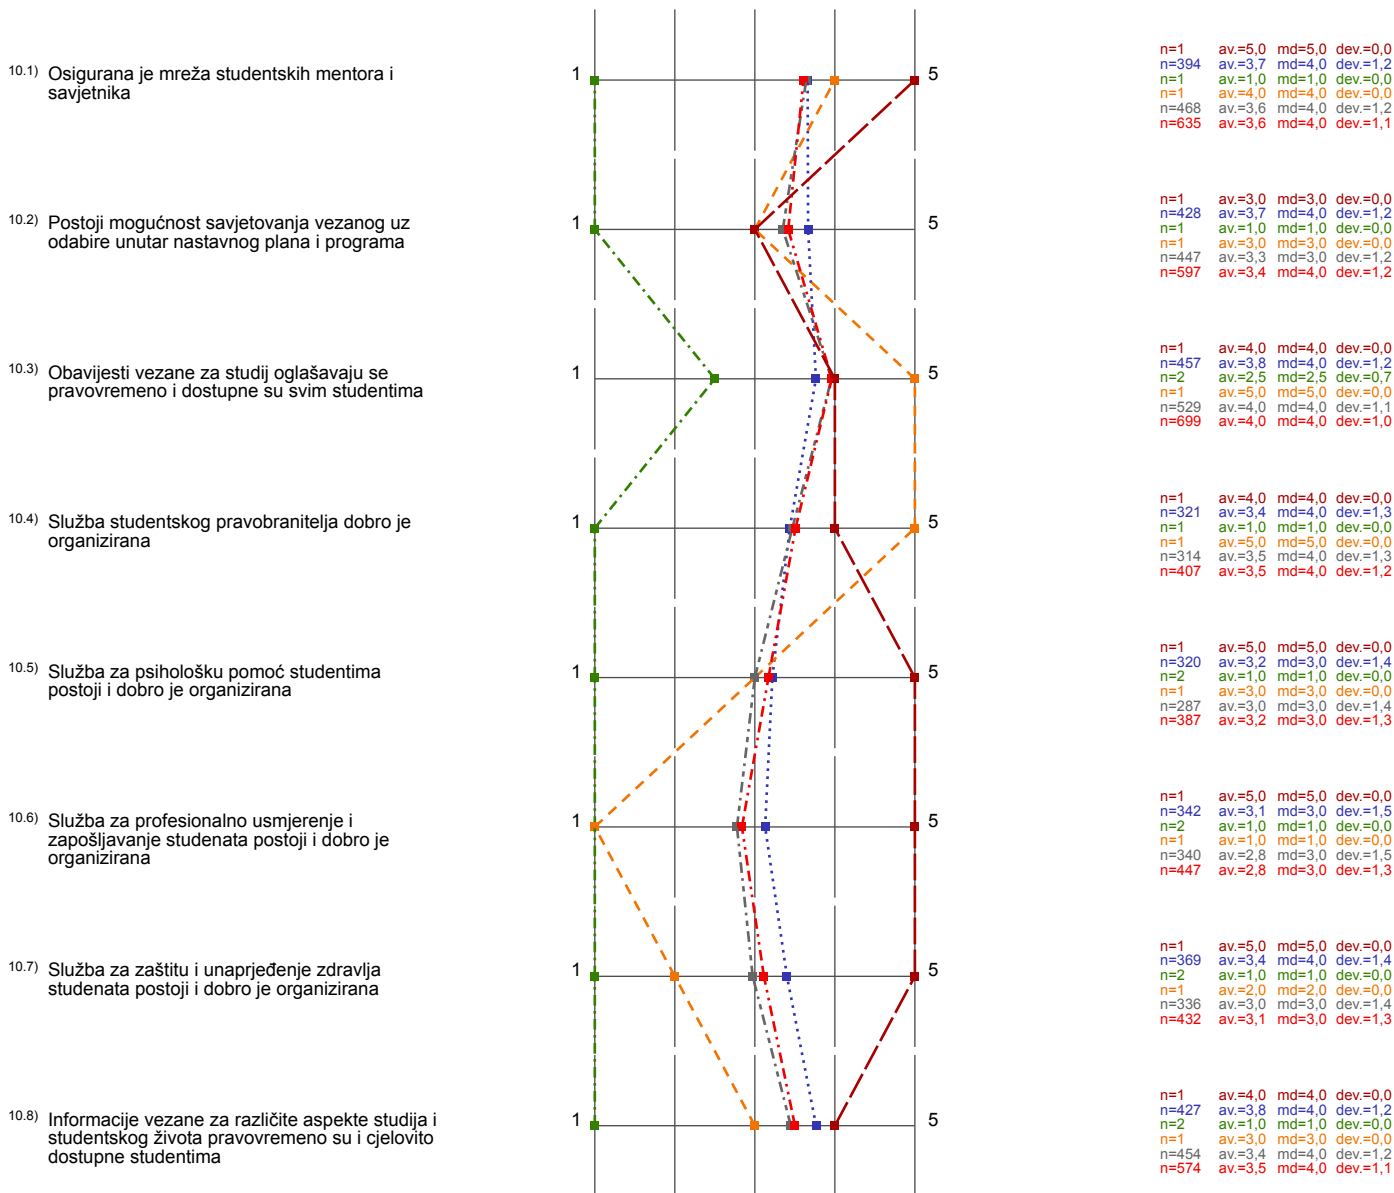 10.1) Osigurana je mreža studentskih mentora i
savjetnika
1
5
n=1 av.=5,0 md=5,0 dev.=0,0
n=394 av.=3,7 md=4,0 dev.=1,2
n=1 av.=1,0 md=1,0 dev.=0,0
n=1 av.=4,0 md=4,0 dev.=0,0
n=468 av.=3,6 md=4,0 dev.=1,2
n=635 av.=3,6 md=4,0 dev.=1,1
10.2) Postoji mogućnost savjetovanja vezanog uz
odabire unutar nastavnog plana i programa
1
5
n=1 av.=3,0 md=3,0 dev.=0,0
n=428 av.=3,7 md=4,0 dev.=1,2
n=1 av.=1,0 md=1,0 dev.=0,0
n=1 av.=3,0 md=3,0 dev.=0,0
n=447 av.=3,3 md=3,0 dev.=1,2
n=597 av.=3,4 md=4,0 dev.=1,2
10.3) Obavijesti vezane za studij oglašavaju se
pravovremeno i dostupne su svim studentima
1
5
n=1 av.=4,0 md=4,0 dev.=0,0
n=457 av.=3,8 md=4,0 dev.=1,2
n=2 av.=2,5 md=2,5 dev.=0,7
n=1 av.=5,0 md=5,0 dev.=0,0
n=529 av.=4,0 md=4,0 dev.=1,1
n=699 av.=4,0 md=4,0 dev.=1,0
10.4) Služba studentskog pravobranitelja dobro je
organizirana
1
5
n=1 av.=4,0 md=4,0 dev.=0,0
n=321 av.=3,4 md=4,0 dev.=1,3
n=1 av.=1,0 md=1,0 dev.=0,0
n=1 av.=5,0 md=5,0 dev.=0,0
n=314 av.=3,5 md=4,0 dev.=1,3
n=407 av.=3,5 md=4,0 dev.=1,2
10.5) Služba za psihološku pomoć studentima
postoji i dobro je organizirana
1
5
n=1 av.=5,0 md=5,0 dev.=0,0
n=320 av.=3,2 md=3,0 dev.=1,4
n=2 av.=1,0 md=1,0 dev.=0,0
n=1 av.=3,0 md=3,0 dev.=0,0
n=287 av.=3,0 md=3,0 dev.=1,4
n=387 av.=3,2 md=3,0 dev.=1,3
10.6) Služba za profesionalno usmjerenje i
zapošljavanje studenata postoji i dobro je
organizirana
1
5
n=1 av.=5,0 md=5,0 dev.=0,0
n=342 av.=3,1 md=3,0 dev.=1,5
n=2 av.=1,0 md=1,0 dev.=0,0
n=1 av.=1,0 md=1,0 dev.=0,0
n=340 av.=2,8 md=3,0 dev.=1,5
n=447 av.=2,8 md=3,0 dev.=1,3
10.7) Služba za zaštitu i unaprjeđenje zdravlja
studenata postoji i dobro je organizirana
1
5
n=1 av.=5,0 md=5,0 dev.=0,0
n=369 av.=3,4 md=4,0 dev.=1,4
n=2 av.=1,0 md=1,0 dev.=0,0
n=1 av.=2,0 md=2,0 dev.=0,0
n=336 av.=3,0 md=3,0 dev.=1,4
n=432 av.=3,1 md=3,0 dev.=1,3
10.8) Informacije vezane za različite aspekte studija i
studentskog života pravovremeno su i cjelovito
dostupne studentima
1
5
n=1 av.=4,0 md=4,0 dev.=0,0
n=427 av.=3,8 md=4,0 dev.=1,2
n=2 av.=1,0 md=1,0 dev.=0,0
n=1 av.=3,0 md=3,0 dev.=0,0
n=454 av.=3,4 md=4,0 dev.=1,2
n=574 av.=3,5 md=4,0 dev.=1,1